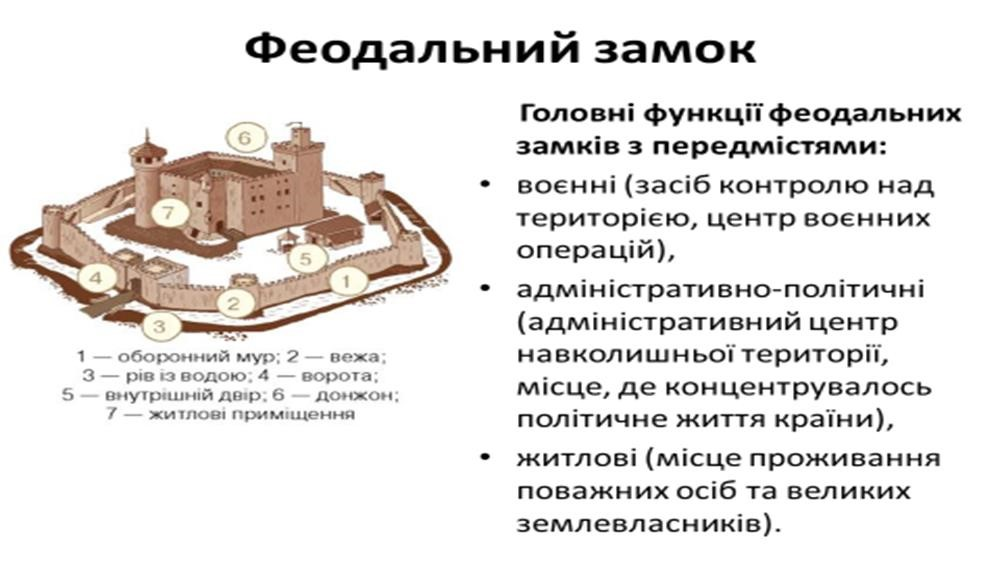 Феодальний замок
6
7
5
4
1
2
3
1 — оборонний мур; 2 — вежа;
3 — рів із водою; 4 — ворота;
5 — внутрішній двір; 6 — донжон;
7 — житлові приміщення
Головні функції феодальних
замків з передмістями:
• воєнні (засіб контролю над
територією, центр воєнних
операцій),
• адміністративно-політичні
(адміністративний центр
навколишньої території,
місце, де концентрувалось
політичне життя країни),
• житлові (місце проживання
поважних осіб та великих
землевласників).